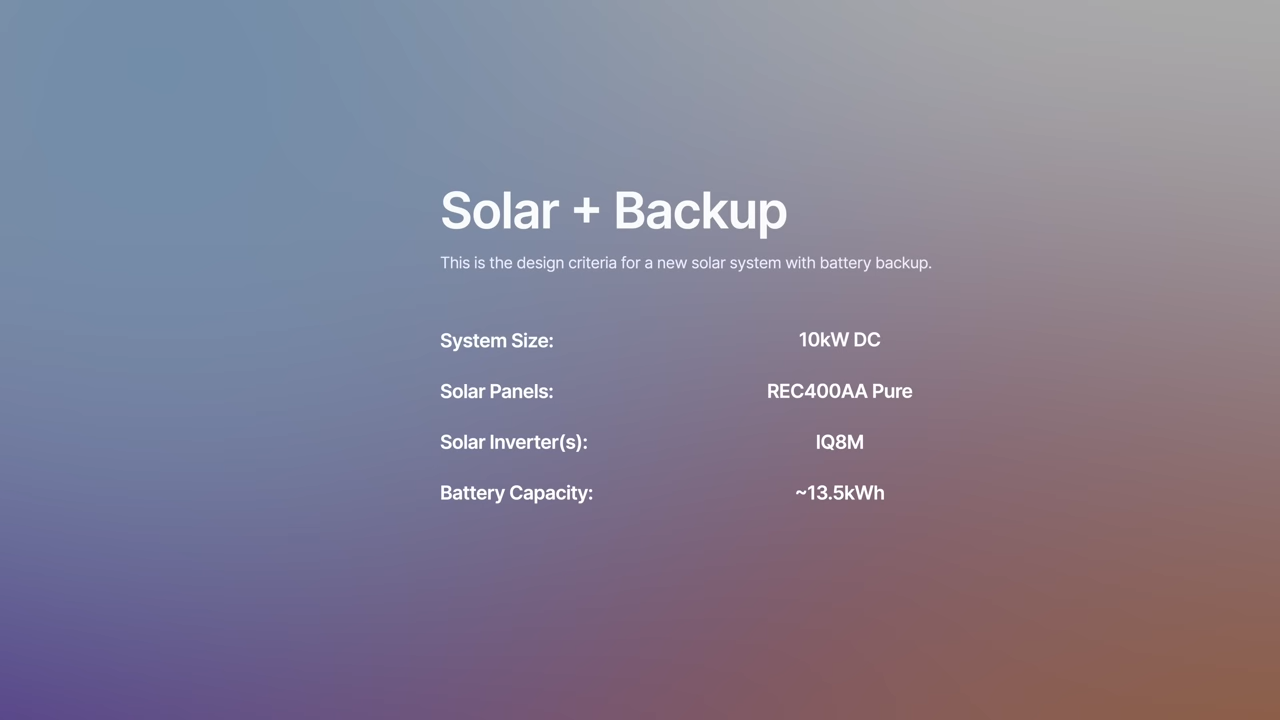 Solar + Backup
This is the design criteria for a new solar system with battery backup.
System Size: 10kW DC
Solar Panels: REC400AA Pure
Solar Inverter(s): IQ8M
Battery Capacity: ~13.5kWh